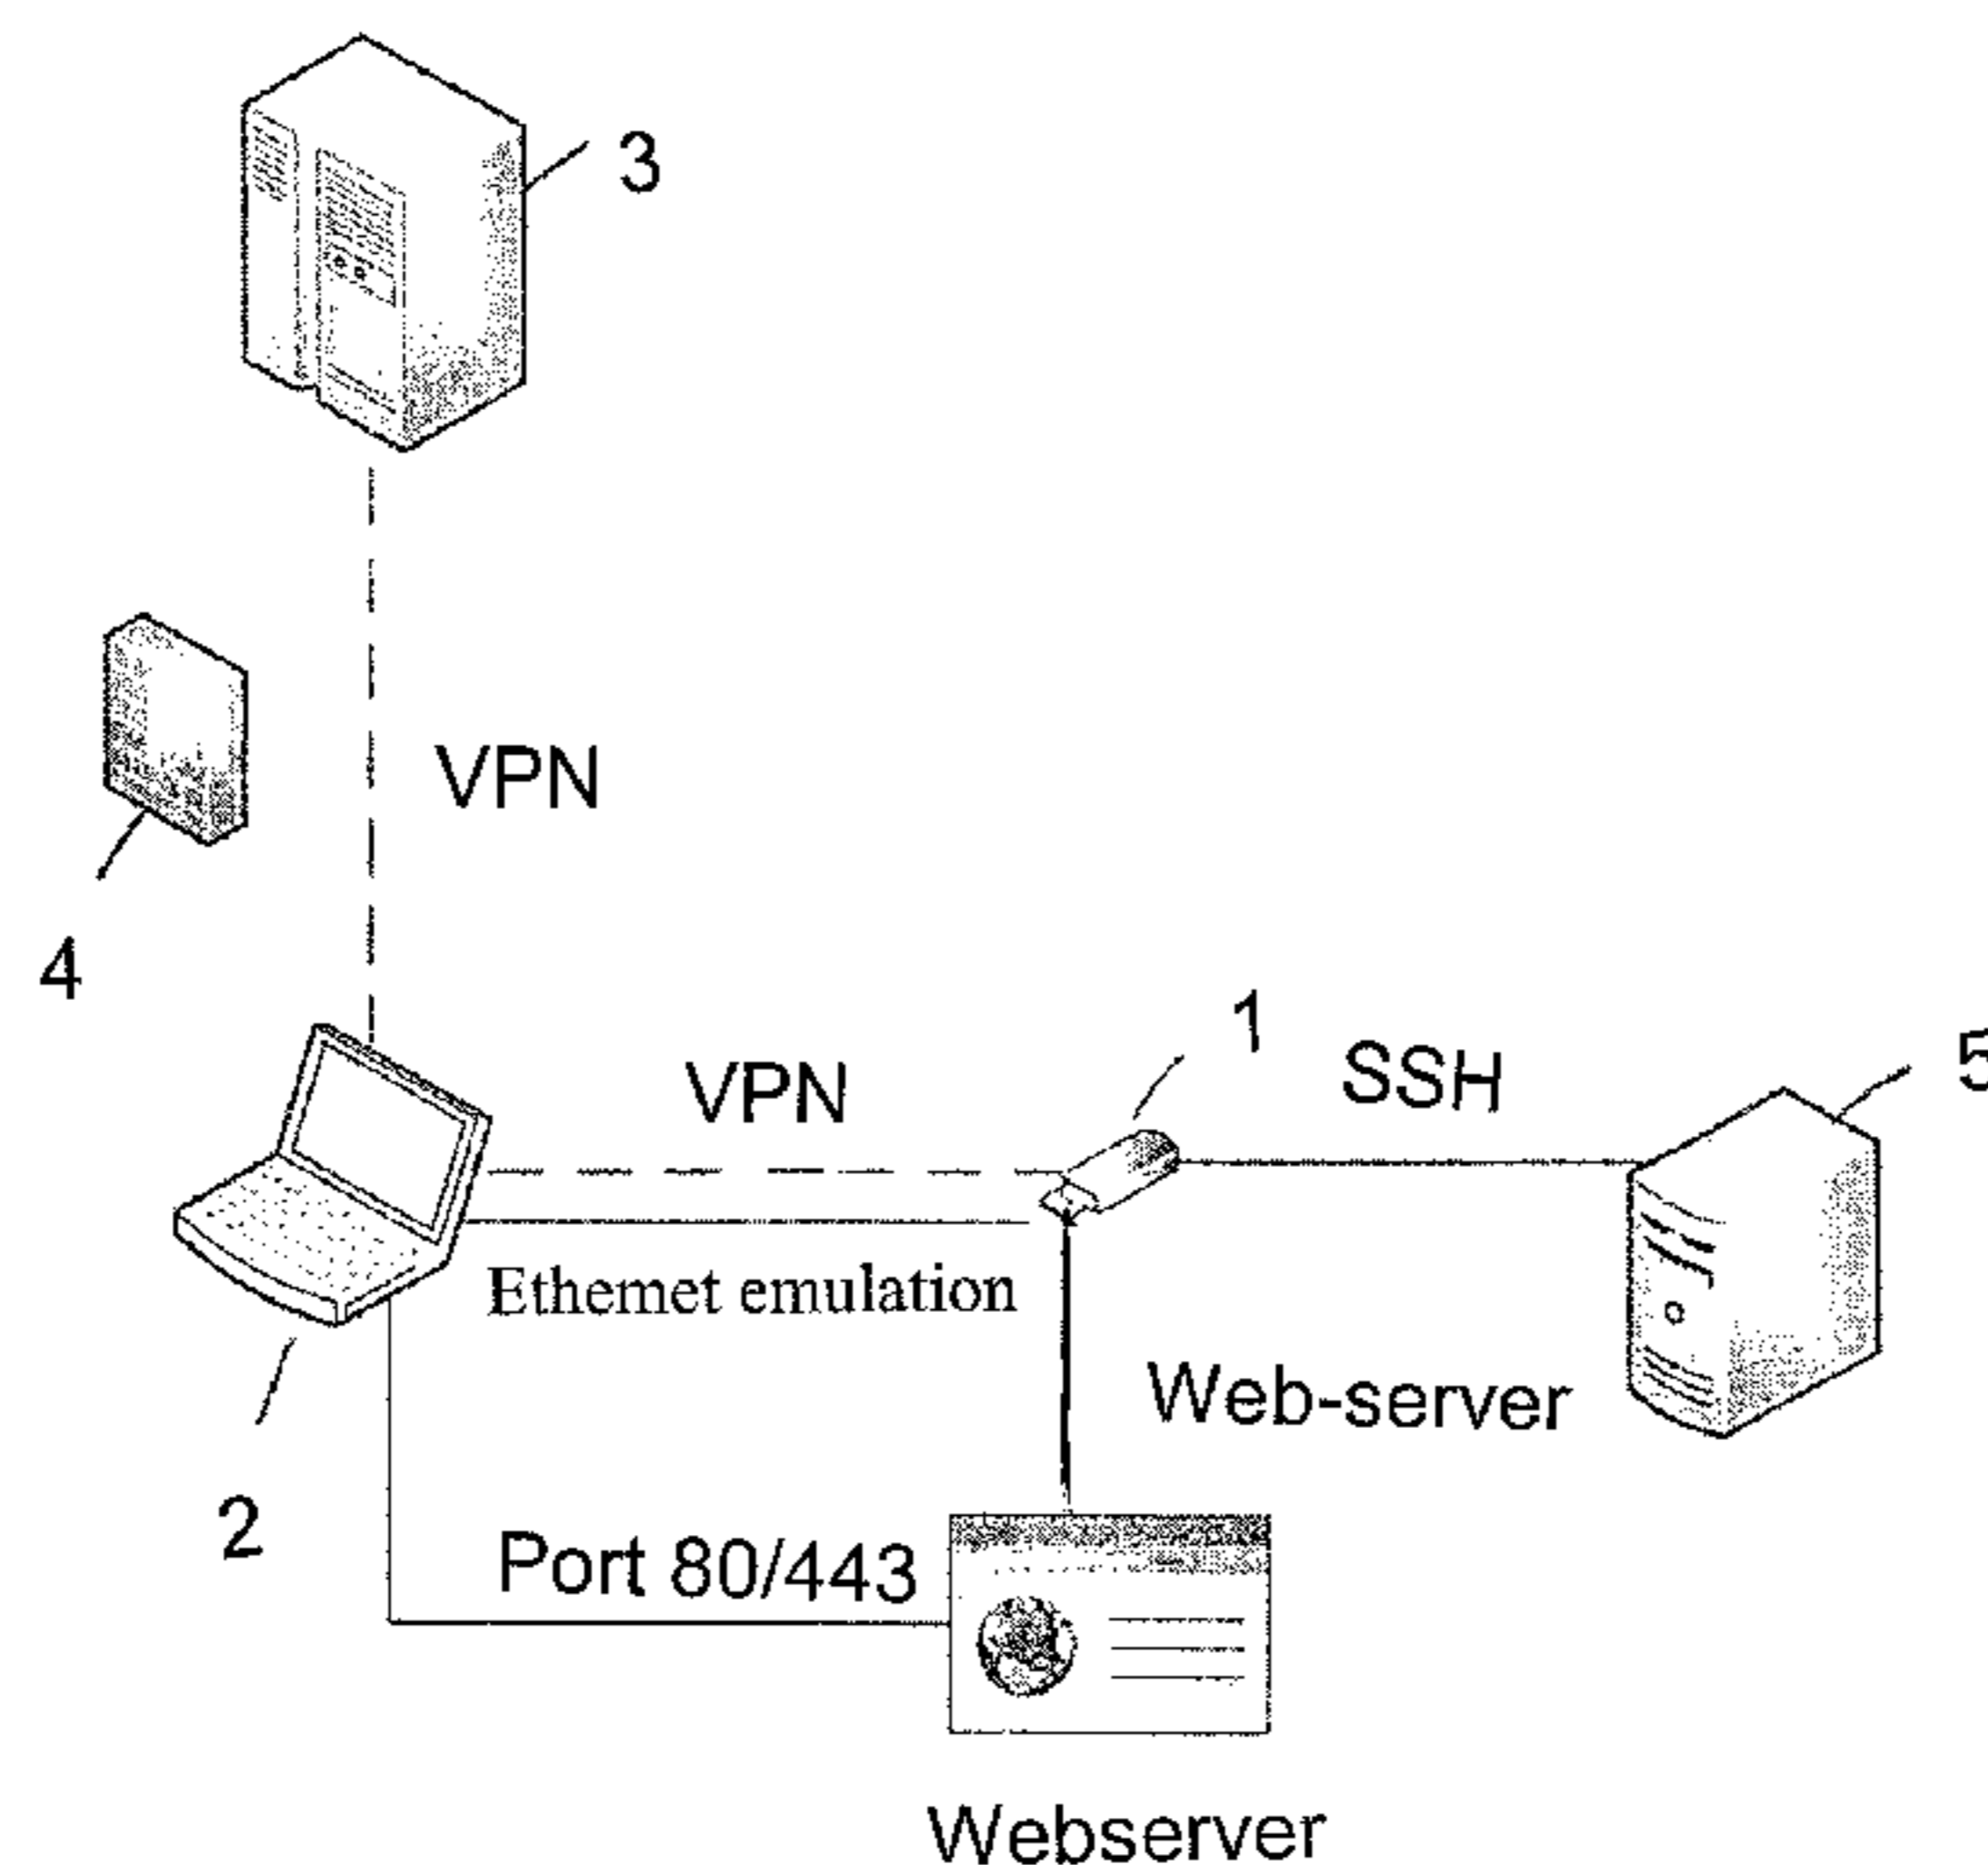 3
VPN
4
1
VPN
SSH
5
Ethemet emulation
Web-server
2
Port 80/443
Webserver